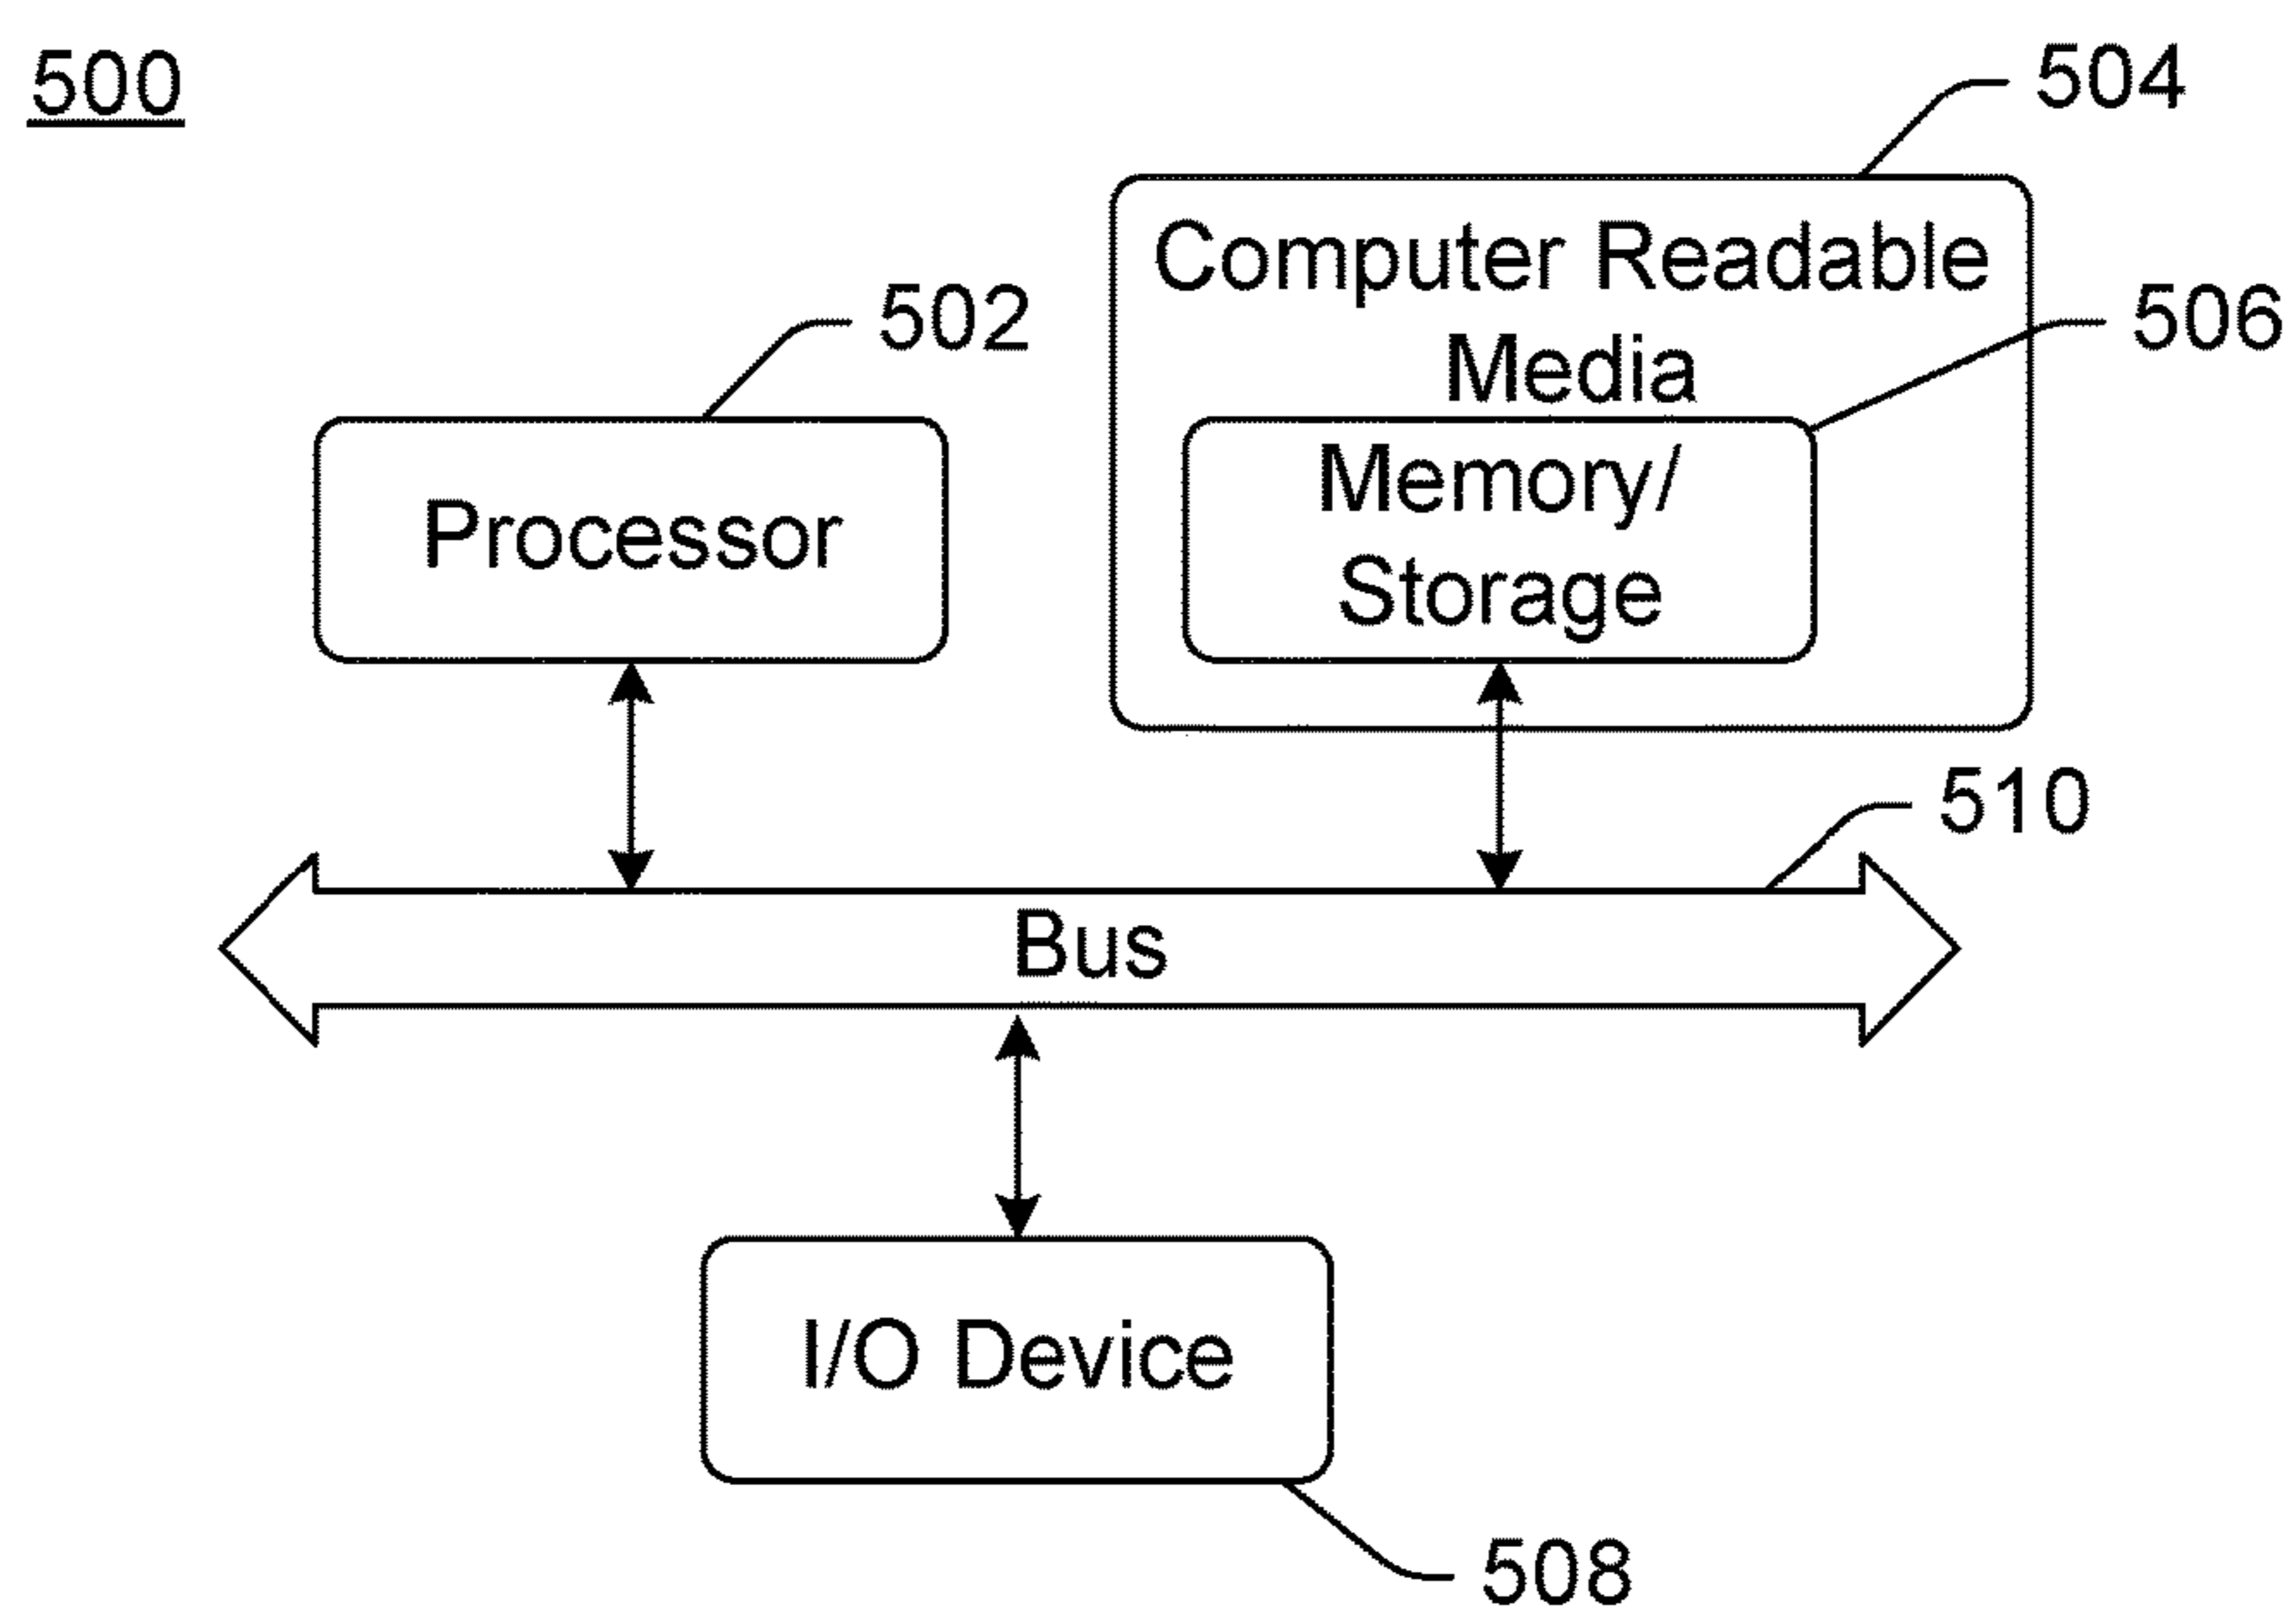 500
504
Computer Readable
Media
506
502
Memory/
Storage
Processor
510
Bus
I/O Device
508